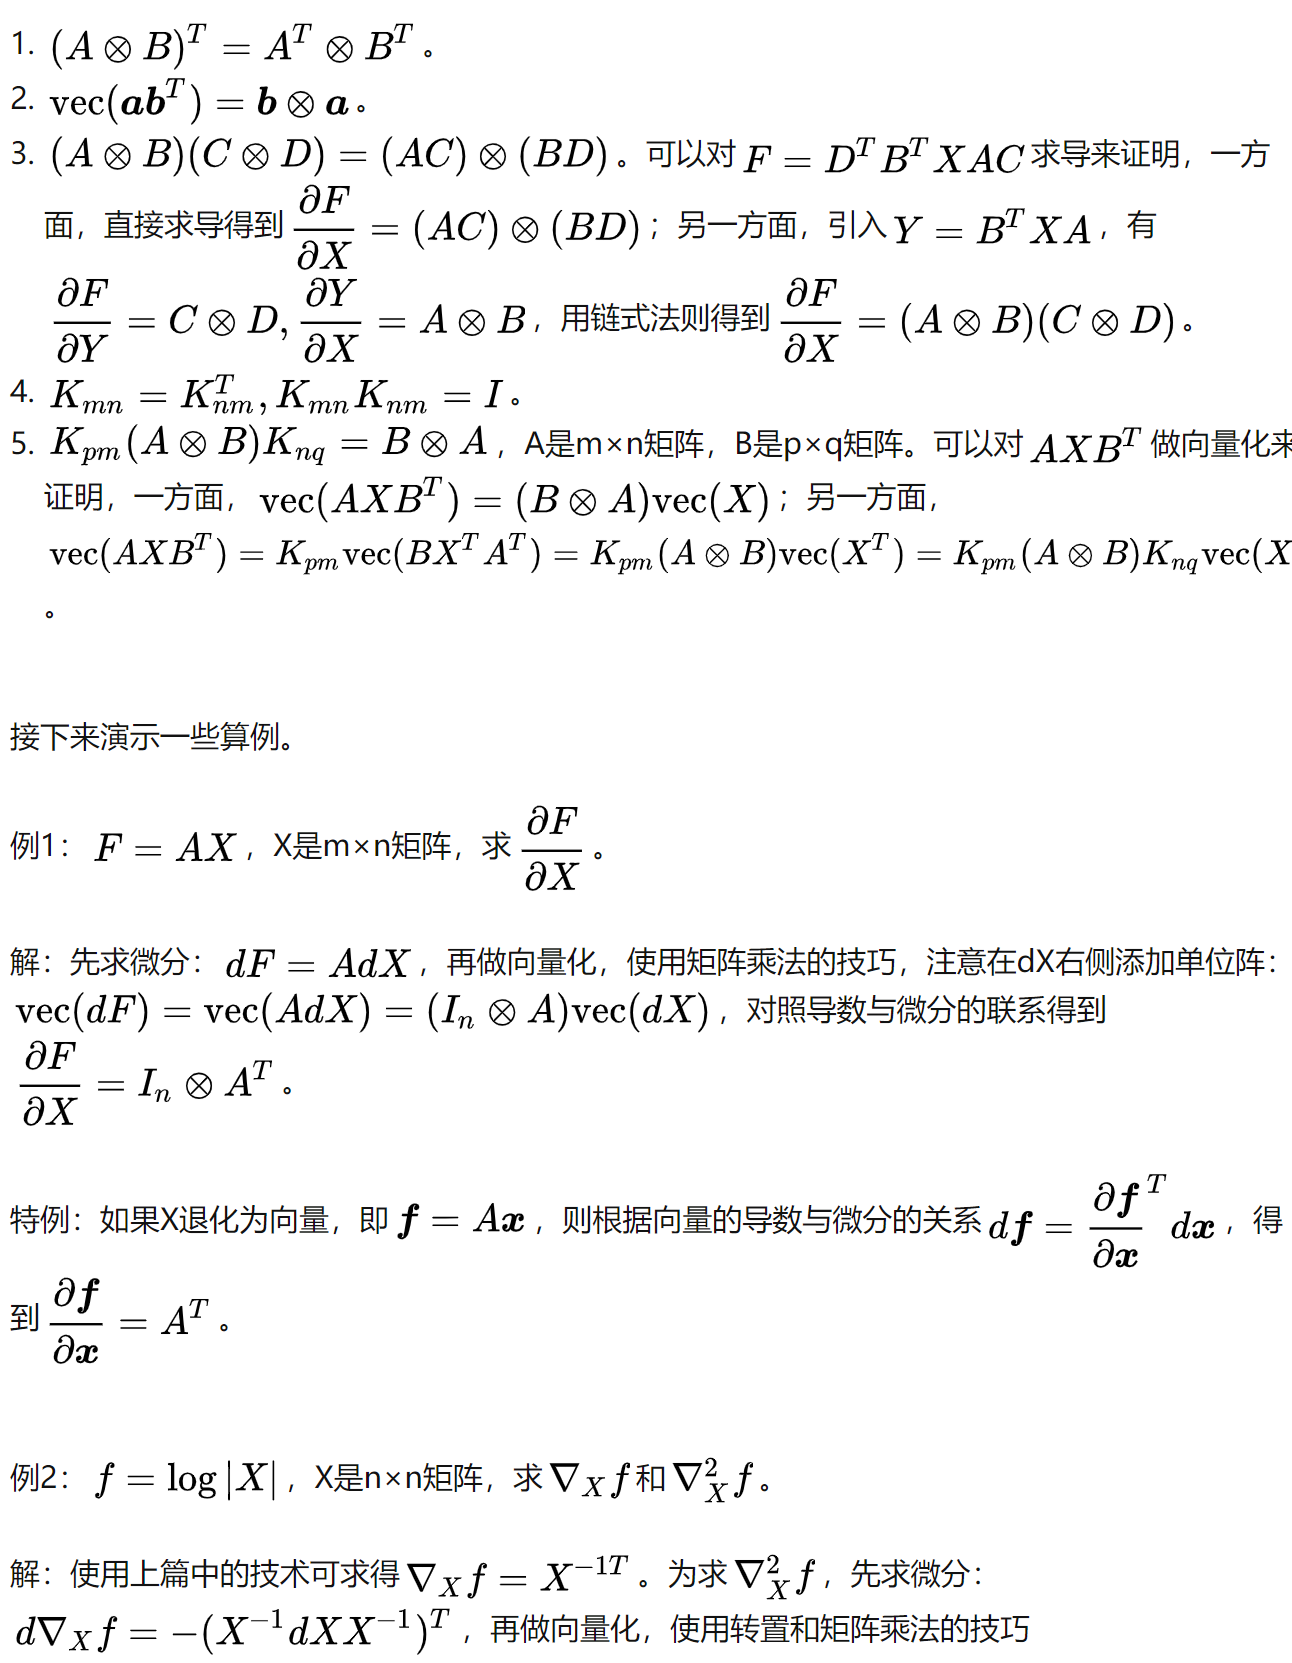 1. $(A \otimes B)^T = A^T \otimes B^T$。
2. $\mathrm{vec}(\boldsymbol{a}\boldsymbol{b}^T) = \boldsymbol{b} \otimes \boldsymbol{a}$。
3. $(A \otimes B)(C \otimes D) = (AC) \otimes (BD)$。可以对 $F = D^T B^T X A C$ 求导来证明，一方
面，直接求导得到 $\frac{\partial F}{\partial X} = (AC) \otimes (BD)$；另一方面，引入 $Y = B^T X A$，有
$\frac{\partial F}{\partial Y} = C \otimes D, \frac{\partial Y}{\partial X} = A \otimes B$，用链式法则得到 $\frac{\partial F}{\partial X} = (A \otimes B)(C \otimes D)$。
4. $K_{mn} = K_{nm}^T, K_{mn} K_{nm} = I$。
5. $K_{pm}(A \otimes B)K_{nq} = B \otimes A$，A是m×n矩阵，B是p×q矩阵。可以对 $AXB^T$ 做向量化来
证明，一方面，$\mathrm{vec}(AXB^T) = (B \otimes A)\mathrm{vec}(X)$；另一方面，
$\mathrm{vec}(AXB^T) = K_{pm}\mathrm{vec}(BX^T A^T) = K_{pm}(A \otimes B)\mathrm{vec}(X^T) = K_{pm}(A \otimes B)K_{nq}\mathrm{vec}(X$
。
接下来演示一些算例。
例1：$F = AX$，X是m×n矩阵，求 $\frac{\partial F}{\partial X}$。
解：先求微分：$dF = AdX$，再做向量化，使用矩阵乘法的技巧，注意在dX右侧添加单位阵：
$\mathrm{vec}(dF) = \mathrm{vec}(AdX) = (I_n \otimes A)\mathrm{vec}(dX)$，对照导数与微分的联系得到
$\frac{\partial F}{\partial X} = I_n \otimes A^T$。
特例：如果X退化为向量，即 $\boldsymbol{f} = A\boldsymbol{x}$，则根据向量的导数与微分的关系 $d\boldsymbol{f} = \frac{\partial \boldsymbol{f}}{\partial \boldsymbol{x}}^T d\boldsymbol{x}$，得
到 $\frac{\partial \boldsymbol{f}}{\partial \boldsymbol{x}} = A^T$。
例2：$f = \log |X|$，X是n×n矩阵，求 $\nabla_X f$ 和 $\nabla_X^2 f$。
解：使用上篇中的技术可求得 $\nabla_X f = X^{-1T}$。为求 $\nabla_X^2 f$，先求微分：
$d\nabla_X f = -(X^{-1} dX X^{-1})^T$，再做向量化，使用转置和矩阵乘法的技巧